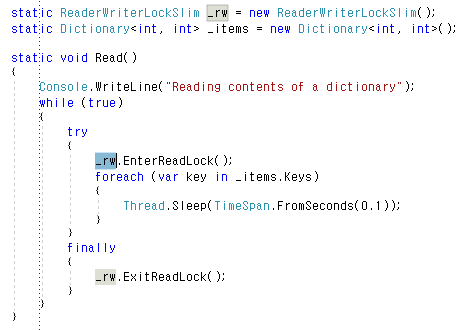 static ReaderWriterLockSlim _rw = new ReaderWriterLockSlim();
static Dictionary<int, int> _items = new Dictionary<int, int>();
static void Read()
{
Console.WriteLine("Reading contents of a dictionary");
while (true)
{
try
{
_rw.EnterReadLock();
foreach (var key in _items.Keys)
{
Thread.Sleep(TimeSpan.FromSeconds(0.1));
}
}
finally
{
_rw.ExitReadLock();
}
}
}